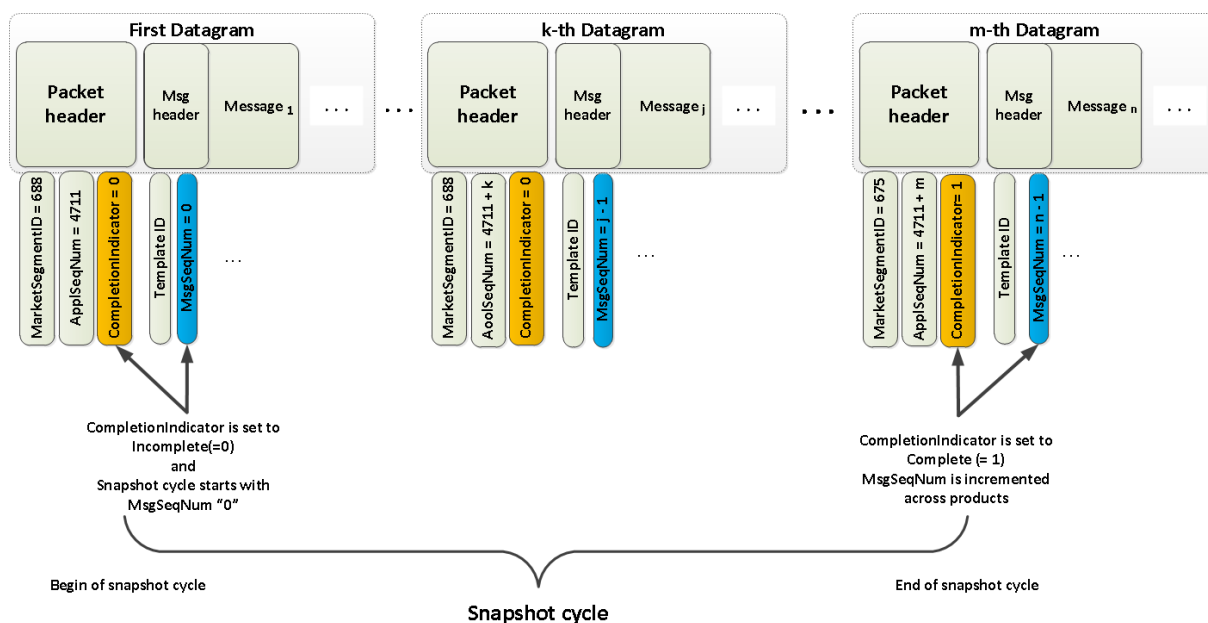 First Datagram
Packet
header
Msg
header
Message 1
. . .
MarketSegmentID = 688
ApplSeqNum = 4711
CompletionIndicator = 0
Template ID
MsgSeqNum = 0
...
. . .
k-th Datagram
Packet
header
Msg
header
Message j
. . .
MarketSegmentID = 688
AoolSeqNum = 4711 + k
CompletionIndicator = 0
Template ID
MsgSeqNum = j - 1
...
. . .
m-th Datagram
Packet
header
Msg
header
Message n
. . .
MarketSegmentID = 675
ApplSeqNum = 4711 + m
CompletionIndicator= 1
Template ID
MsgSeqNum = n - 1
...
CompletionIndicator is set to
Incomplete(=0)
and
Snapshot cycle starts with
MsgSeqNum “0”
CompletionIndicator is set to
Complete (= 1)
MsgSeqNum is incremented
across products
Begin of snapshot cycle
End of snapshot cycle
Snapshot cycle